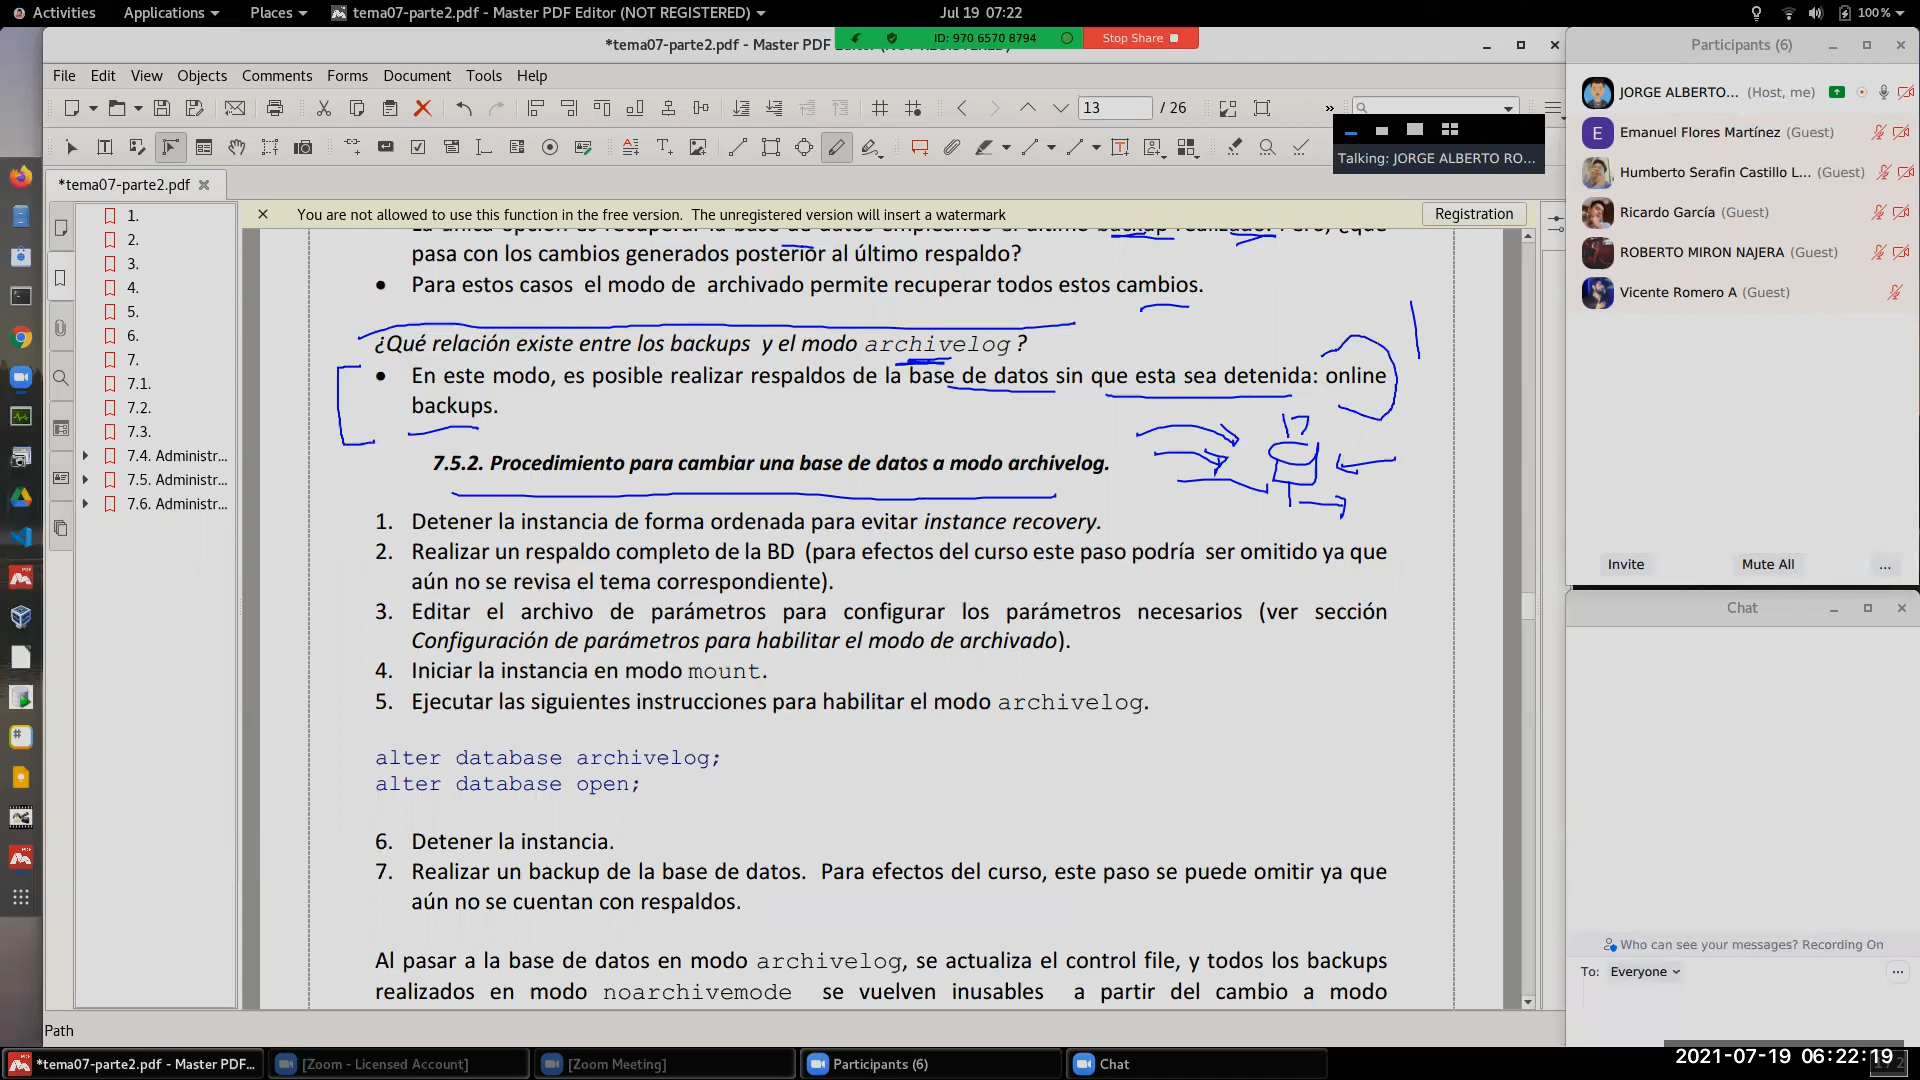 Activities Applications Places tema07-parte2.pdf - Master PDF Editor (NOT REGISTERED) Jul 19 07:22 100%
*tema07-parte2.pdf - Master PDF
ID: 970 6570 8794 Stop Share
File Edit View Objects Comments Forms Document Tools Help
13 / 26
Talking: JORGE ALBERTO RO...
*tema07-parte2.pdf
You are not allowed to use this function in the free version. The unregistered version will insert a watermark Registration
1.
2.
3.
4.
5.
6.
7.
7.1.
7.2.
7.3.
7.4. Administr...
7.5. Administr...
7.6. Administr...
La única opción es recuperar la base de datos empleando el último backup realizado. Pero, ¿qué
pasa con los cambios generados posterior al último respaldo?
• Para estos casos el modo de archivado permite recuperar todos estos cambios.
¿Qué relación existe entre los backups y el modo archivelog?
• En este modo, es posible realizar respaldos de la base de datos sin que esta sea detenida: online
backups.
7.5.2. Procedimiento para cambiar una base de datos a modo archivelog.
1. Detener la instancia de forma ordenada para evitar instance recovery.
2. Realizar un respaldo completo de la BD (para efectos del curso este paso podría ser omitido ya que
aún no se revisa el tema correspondiente).
3. Editar el archivo de parámetros para configurar los parámetros necesarios (ver sección
Configuración de parámetros para habilitar el modo de archivado).
4. Iniciar la instancia en modo mount.
5. Ejecutar las siguientes instrucciones para habilitar el modo archivelog.
alter database archivelog;
alter database open;
6. Detener la instancia.
7. Realizar un backup de la base de datos. Para efectos del curso, este paso se puede omitir ya que
aún no se cuentan con respaldos.
Al pasar a la base de datos en modo archivelog, se actualiza el control file, y todos los backups
realizados en modo noarchivemode se vuelven inusables a partir del cambio a modo
Path
Participants (6)
JORGE ALBERTO... (Host, me)
E Emanuel Flores Martínez (Guest)
Humberto Serafin Castillo L... (Guest)
Ricardo García (Guest)
ROBERTO MIRON NAJERA (Guest)
Vicente Romero A (Guest)
Invite Mute All ...
Chat
Who can see your messages? Recording On
To: Everyone
*tema07-parte2.pdf - Master PDF... [Zoom - Licensed Account] [Zoom Meeting] Participants (6) Chat
2021-07-19 06:22:19